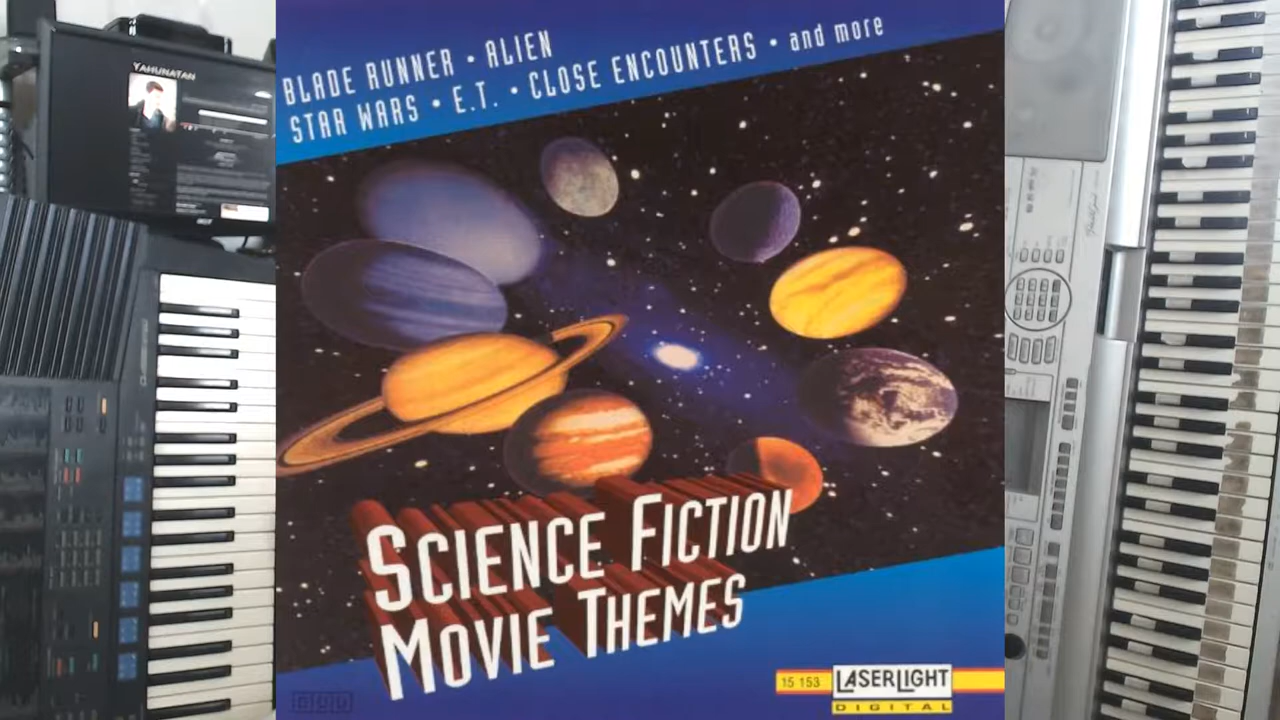 YAHUNATAN
BLADE RUNNER • ALIEN
STAR WARS • E.T. • CLOSE ENCOUNTERS • and more
SCIENCE FICTION
MOVIE THEMES
15 153 LASERLIGHT
DIGITAL